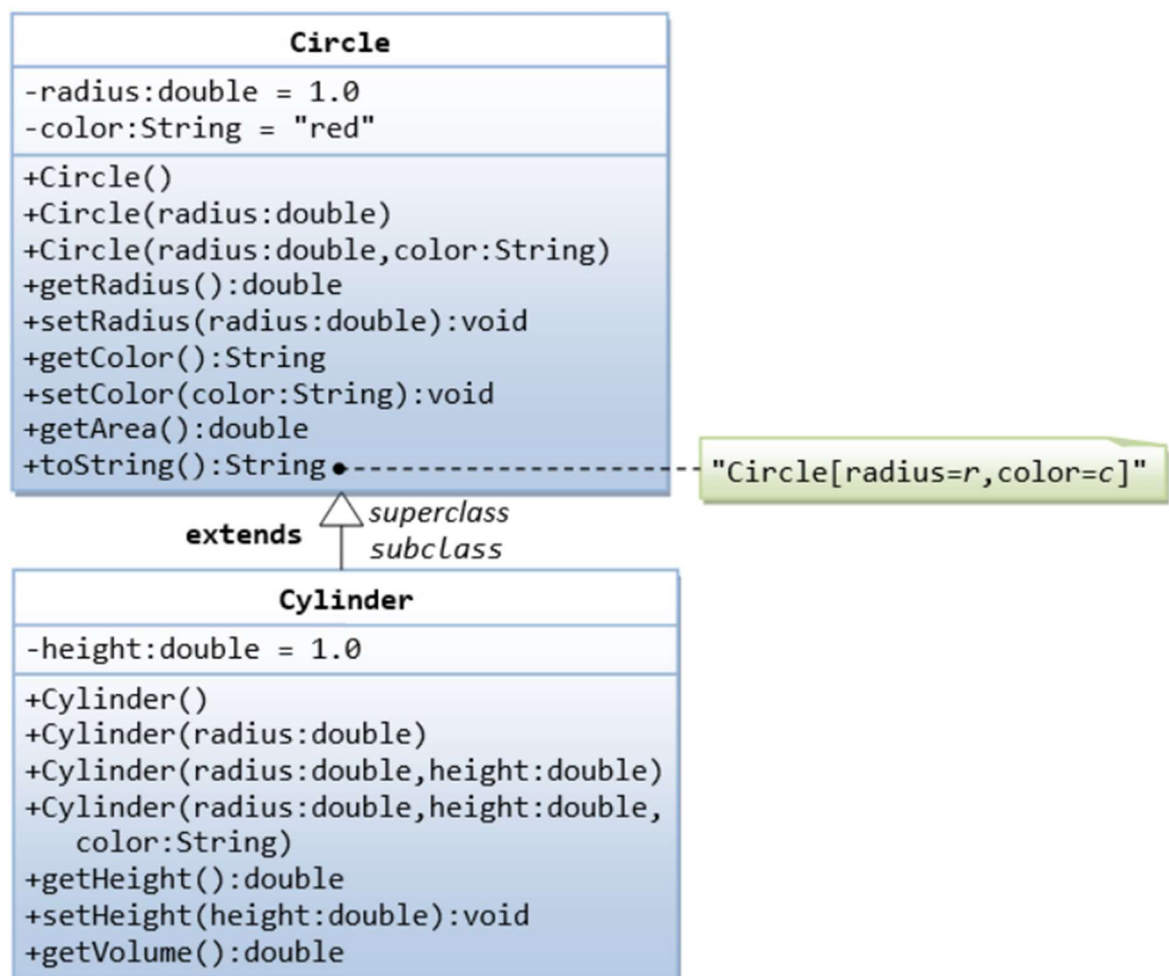 Circle
-radius:double = 1.0
-color:String = "red"
+Circle()
+Circle(radius:double)
+Circle(radius:double,color:String)
+getRadius():double
+setRadius(radius:double):void
+getColor():String
+setColor(color:String):void
+getArea():double
+toString():String
"Circle[radius=r,color=c]"
superclass
extends
subclass
Cylinder
-height:double = 1.0
+Cylinder()
+Cylinder(radius:double)
+Cylinder(radius:double,height:double)
+Cylinder(radius:double,height:double,
color:String)
+getHeight():double
+setHeight(height:double):void
+getVolume():double